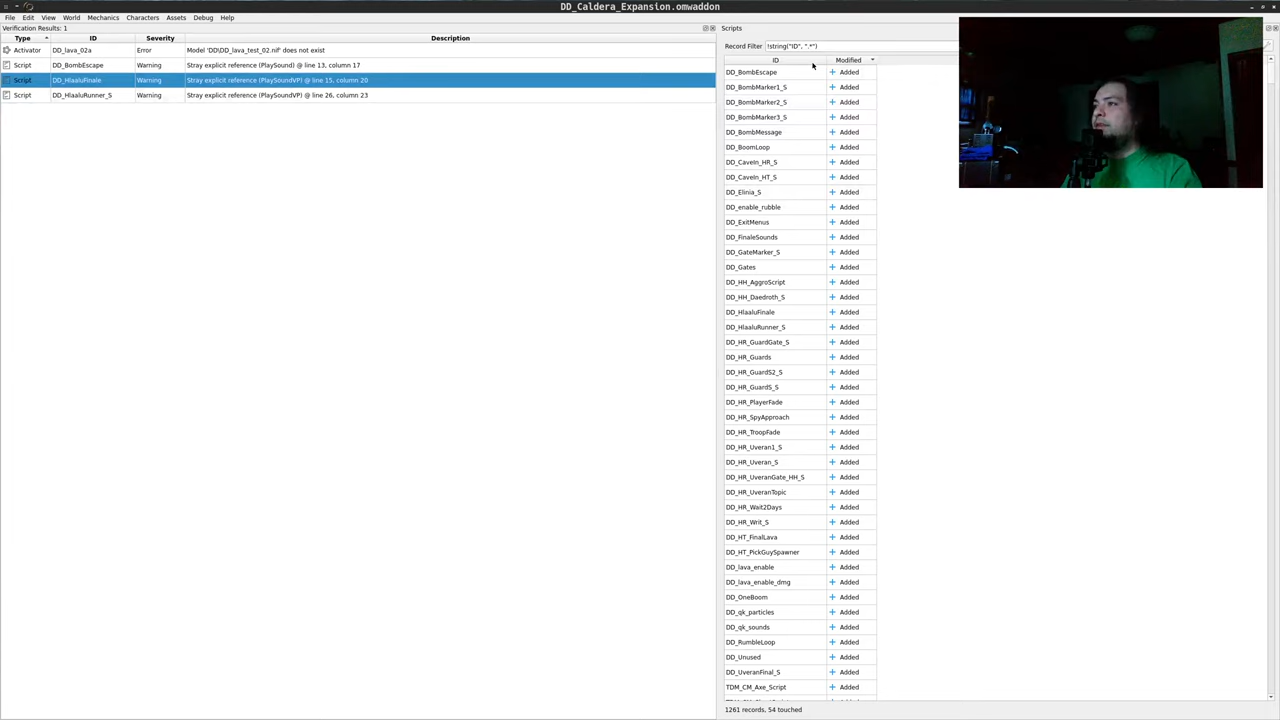 DD_Caldera_Expansion.omwaddon
File Edit View World Mechanics Characters Assets Debug Help
Verification Results: 1
Type ID Severity Description
Activator DD_lava_02a Error Model 'DD\DD_lava_test_02.nif' does not exist
Script DD_BombEscape Warning Stray explicit reference (PlaySound) @ line 13, column 17
Script DD_HlaaluFinale Warning Stray explicit reference (PlaySoundVP) @ line 15, column 20
Script DD_HlaaluRunner_S Warning Stray explicit reference (PlaySoundVP) @ line 26, column 23
Scripts
Record Filter !string("ID", ".*")
ID Modified
DD_BombEscape Added
DD_BombMarker1_S Added
DD_BombMarker2_S Added
DD_BombMarker3_S Added
DD_BombMessage Added
DD_BoomLoop Added
DD_CaveIn_HR_S Added
DD_CaveIn_HT_S Added
DD_Elinia_S Added
DD_enable_rubble Added
DD_ExitMenus Added
DD_FinaleSounds Added
DD_GateMarker_S Added
DD_Gates Added
DD_HH_AggroScript Added
DD_HH_Daedroth_S Added
DD_HlaaluFinale Added
DD_HlaaluRunner_S Added
DD_HR_GuardGate_S Added
DD_HR_Guards Added
DD_HR_GuardS2_S Added
DD_HR_GuardS_S Added
DD_HR_PlayerFade Added
DD_HR_SpyApproach Added
DD_HR_TroopFade Added
DD_HR_Uveran1_S Added
DD_HR_Uveran_S Added
DD_HR_UveranGate_HH_S Added
DD_HR_UveranTopic Added
DD_HR_Wait2Days Added
DD_HR_Writ_S Added
DD_HT_FinalLava Added
DD_HT_PickGuySpawner Added
DD_lava_enable Added
DD_lava_enable_dmg Added
DD_OneBoom Added
DD_qk_particles Added
DD_qk_sounds Added
DD_RumbleLoop Added
DD_Unused Added
DD_UveranFinal_S Added
TDM_CM_Axe_Script Added
1261 records, 54 touched